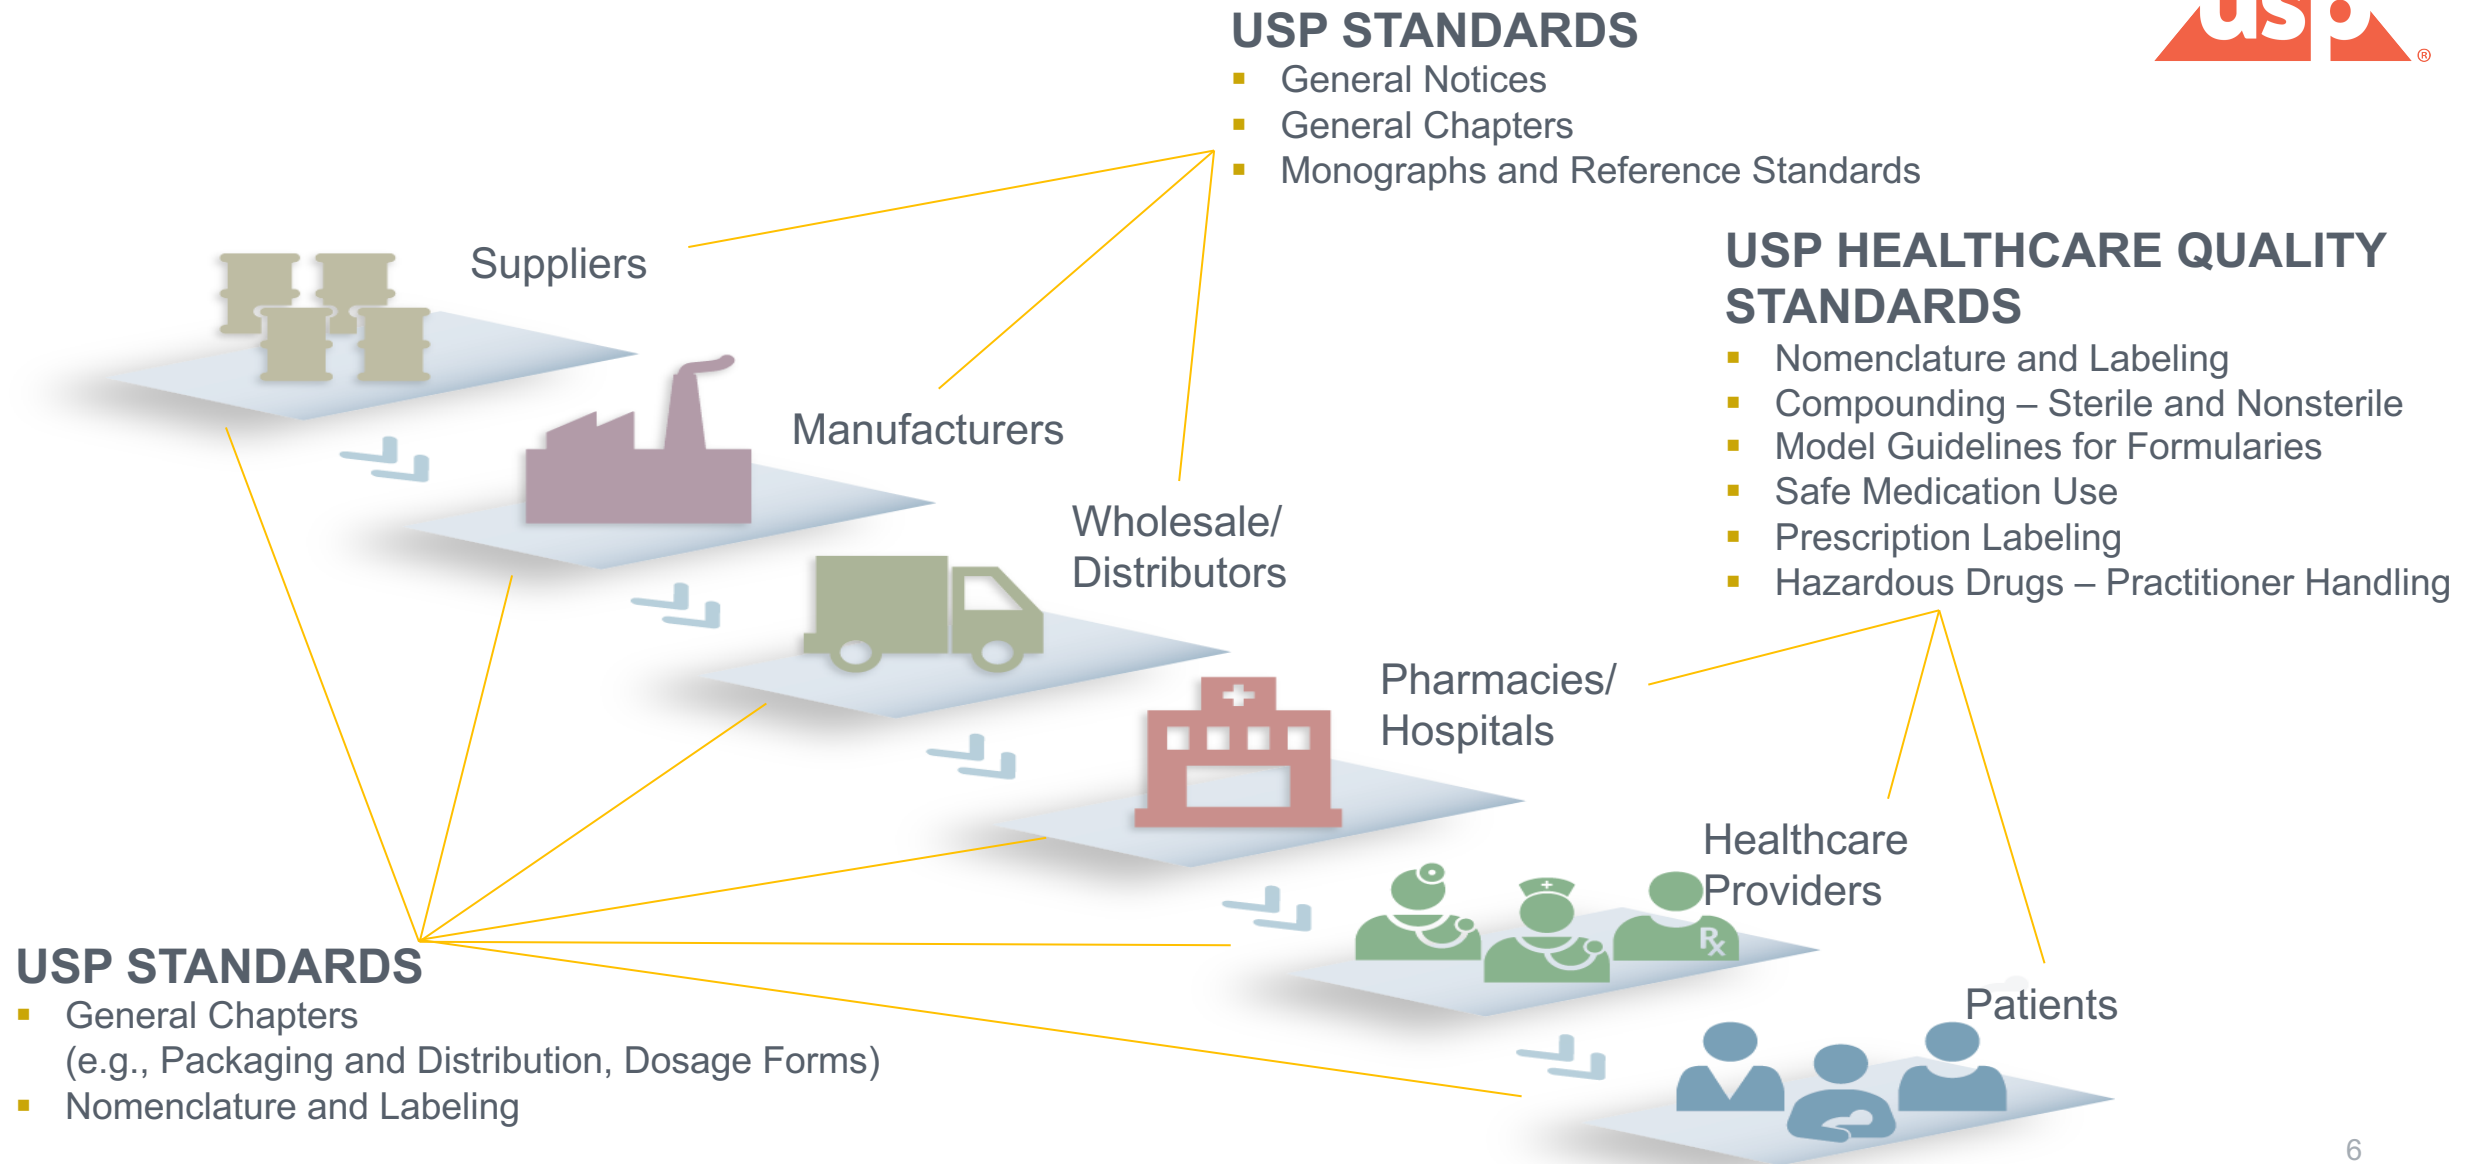 USP STANDARDS
▪ General Notices
▪ General Chapters
▪ Monographs and Reference Standards
usp®
USP HEALTHCARE QUALITY
STANDARDS
▪ Nomenclature and Labeling
▪ Compounding – Sterile and Nonsterile
▪ Model Guidelines for Formularies
▪ Safe Medication Use
▪ Prescription Labeling
▪ Hazardous Drugs – Practitioner Handling
Suppliers
Manufacturers
Wholesale/
Distributors
Pharmacies/
Hospitals
Healthcare
Providers
Rx
Patients
USP STANDARDS
▪ General Chapters
(e.g., Packaging and Distribution, Dosage Forms)
▪ Nomenclature and Labeling
6